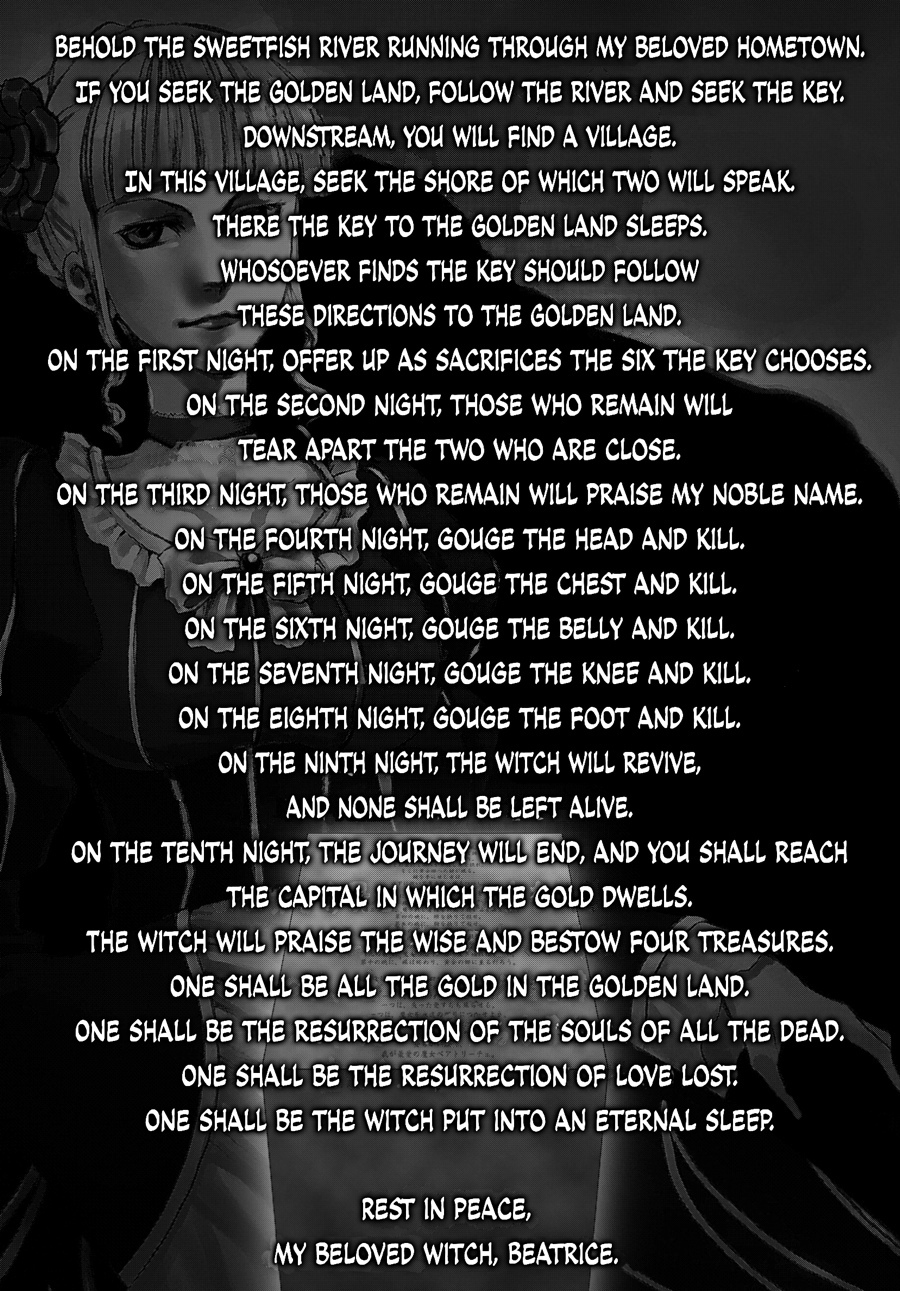 BEHOLD THE SWEETFISH RIVER RUNNING THROUGH MY BELOVED HOMETOWN.
IF YOU SEEK THE GOLDEN LAND, FOLLOW THE RIVER AND SEEK THE KEY.
DOWNSTREAM, YOU WILL FIND A VILLAGE.
IN THIS VILLAGE, SEEK THE SHORE OF WHICH TWO WILL SPEAK.
THERE THE KEY TO THE GOLDEN LAND SLEEPS.
WHOSOEVER FINDS THE KEY SHOULD FOLLOW
THESE DIRECTIONS TO THE GOLDEN LAND.
ON THE FIRST NIGHT, OFFER UP AS SACRIFICES THE SIX THE KEY CHOOSES.
ON THE SECOND NIGHT, THOSE WHO REMAIN WILL
TEAR APART THE TWO WHO ARE CLOSE.
ON THE THIRD NIGHT, THOSE WHO REMAIN WILL PRAISE MY NOBLE NAME.
ON THE FOURTH NIGHT, GOUGE THE HEAD AND KILL.
ON THE FIFTH NIGHT, GOUGE THE CHEST AND KILL.
ON THE SIXTH NIGHT, GOUGE THE BELLY AND KILL.
ON THE SEVENTH NIGHT, GOUGE THE KNEE AND KILL.
ON THE EIGHTH NIGHT, GOUGE THE FOOT AND KILL.
ON THE NINTH NIGHT, THE WITCH WILL REVIVE,
AND NONE SHALL BE LEFT ALIVE.
ON THE TENTH NIGHT, THE JOURNEY WILL END, AND YOU SHALL REACH
THE CAPITAL IN WHICH THE GOLD DWELLS.
THE WITCH WILL PRAISE THE WISE AND BESTOW FOUR TREASURES.
ONE SHALL BE ALL THE GOLD IN THE GOLDEN LAND.
ONE SHALL BE THE RESURRECTION OF THE SOULS OF ALL THE DEAD.
ONE SHALL BE THE RESURRECTION OF LOVE LOST.
ONE SHALL BE THE WITCH PUT INTO AN ETERNAL SLEEP.
REST IN PEACE,
MY BELOVED WITCH, BEATRICE.